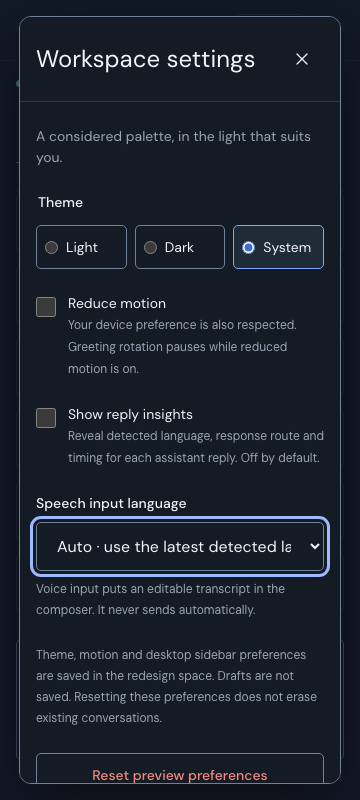 Workspace settings
A considered palette, in the light that suits
you.
Theme
Light
Dark
System
Reduce motion
Your device preference is also respected.
Greeting rotation pauses while reduced
motion is on.
Show reply insights
Reveal detected language, response route and
timing for each assistant reply. Off by default.
Speech input language
Auto · use the latest detected la
Voice input puts an editable transcript in the
composer. It never sends automatically.
Theme, motion and desktop sidebar preferences
are saved in the redesign space. Drafts are not
saved. Resetting these preferences does not erase
existing conversations.
Reset preview preferences